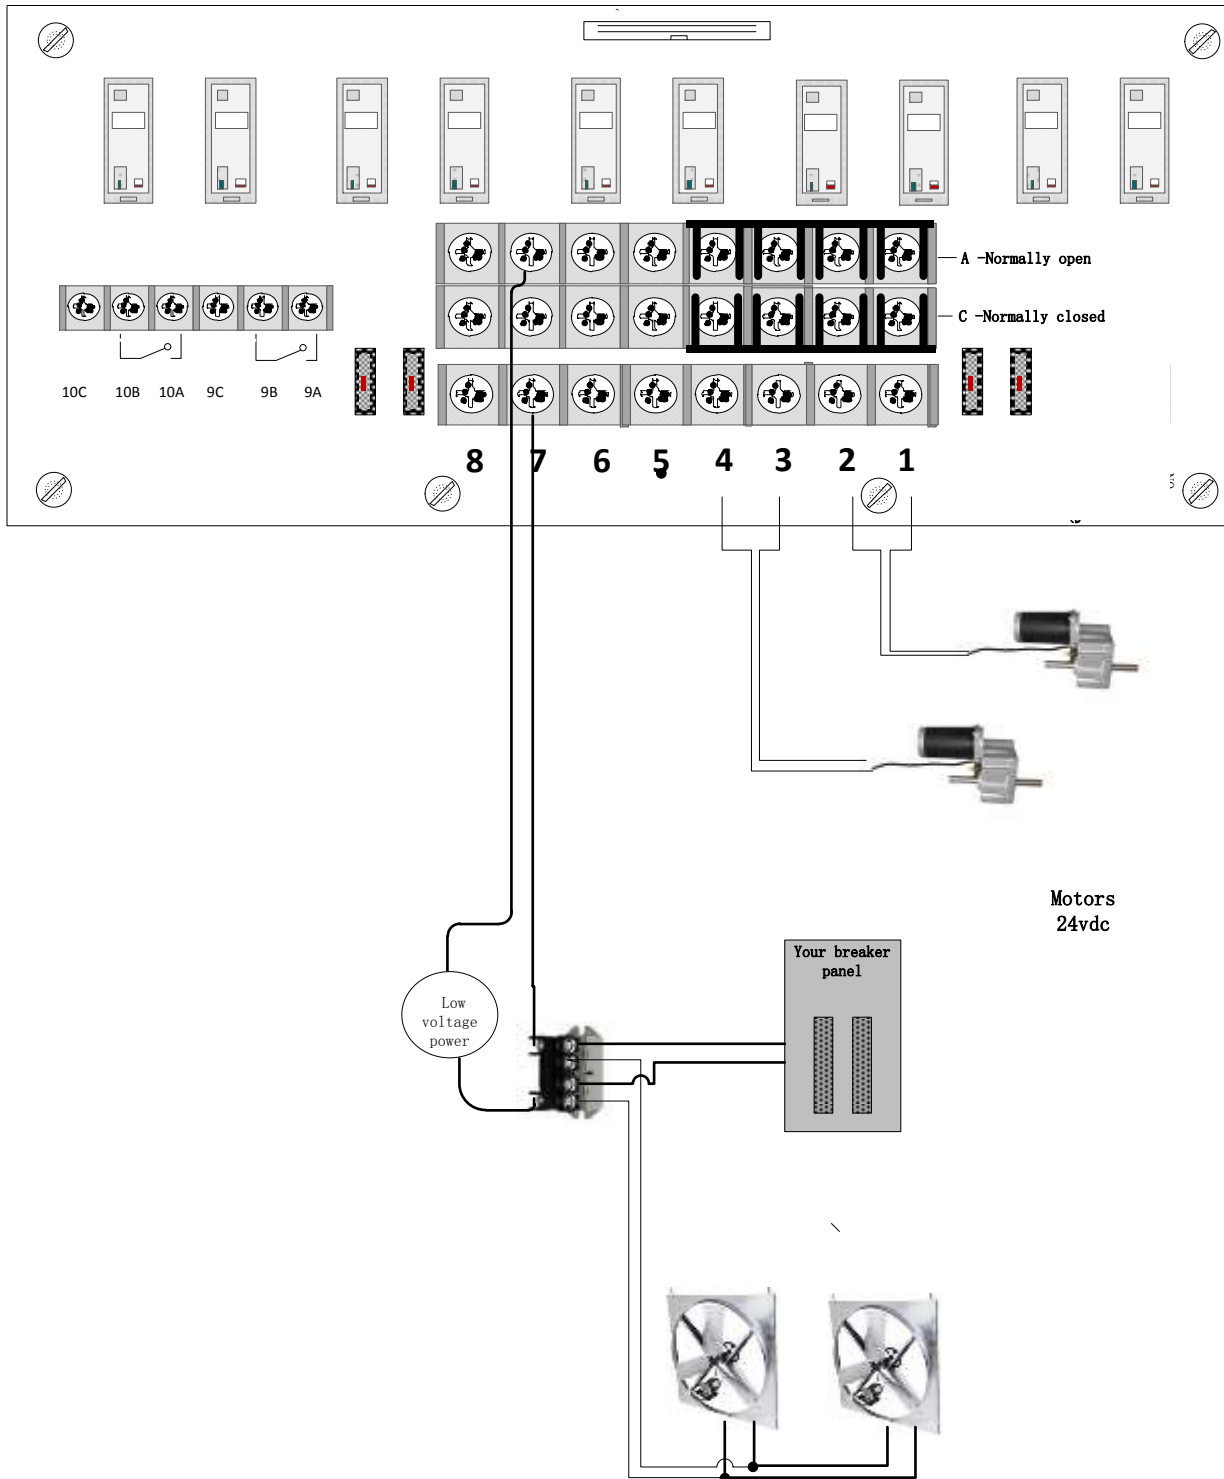 A -Normally open
C -Normally closed
10C 10B 10A 9C 9B 9A
8 7 6 5 4 3 2 1
Motors
24vdc
Your breaker
panel
Low
voltage
power